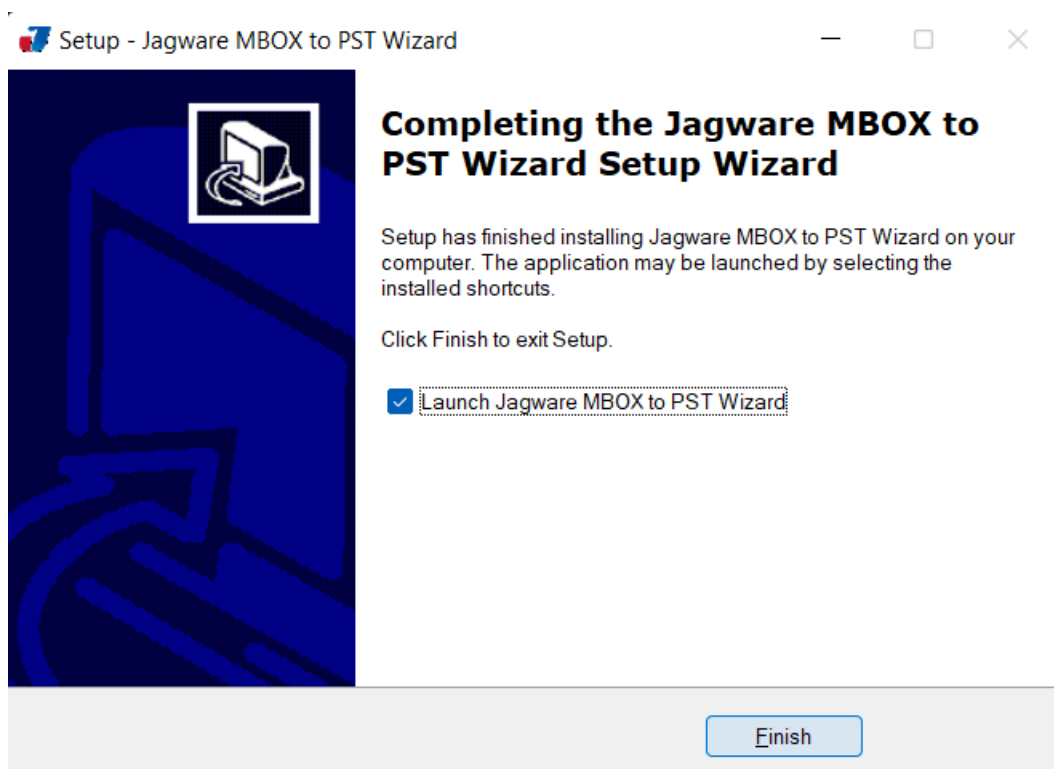 Setup - Jagware MBOX to PST Wizard
Completing the Jagware MBOX to
PST Wizard Setup Wizard
Setup has finished installing Jagware MBOX to PST Wizard on your
computer. The application may be launched by selecting the
installed shortcuts.
Click Finish to exit Setup.
Launch Jagware MBOX to PST Wizard
Finish